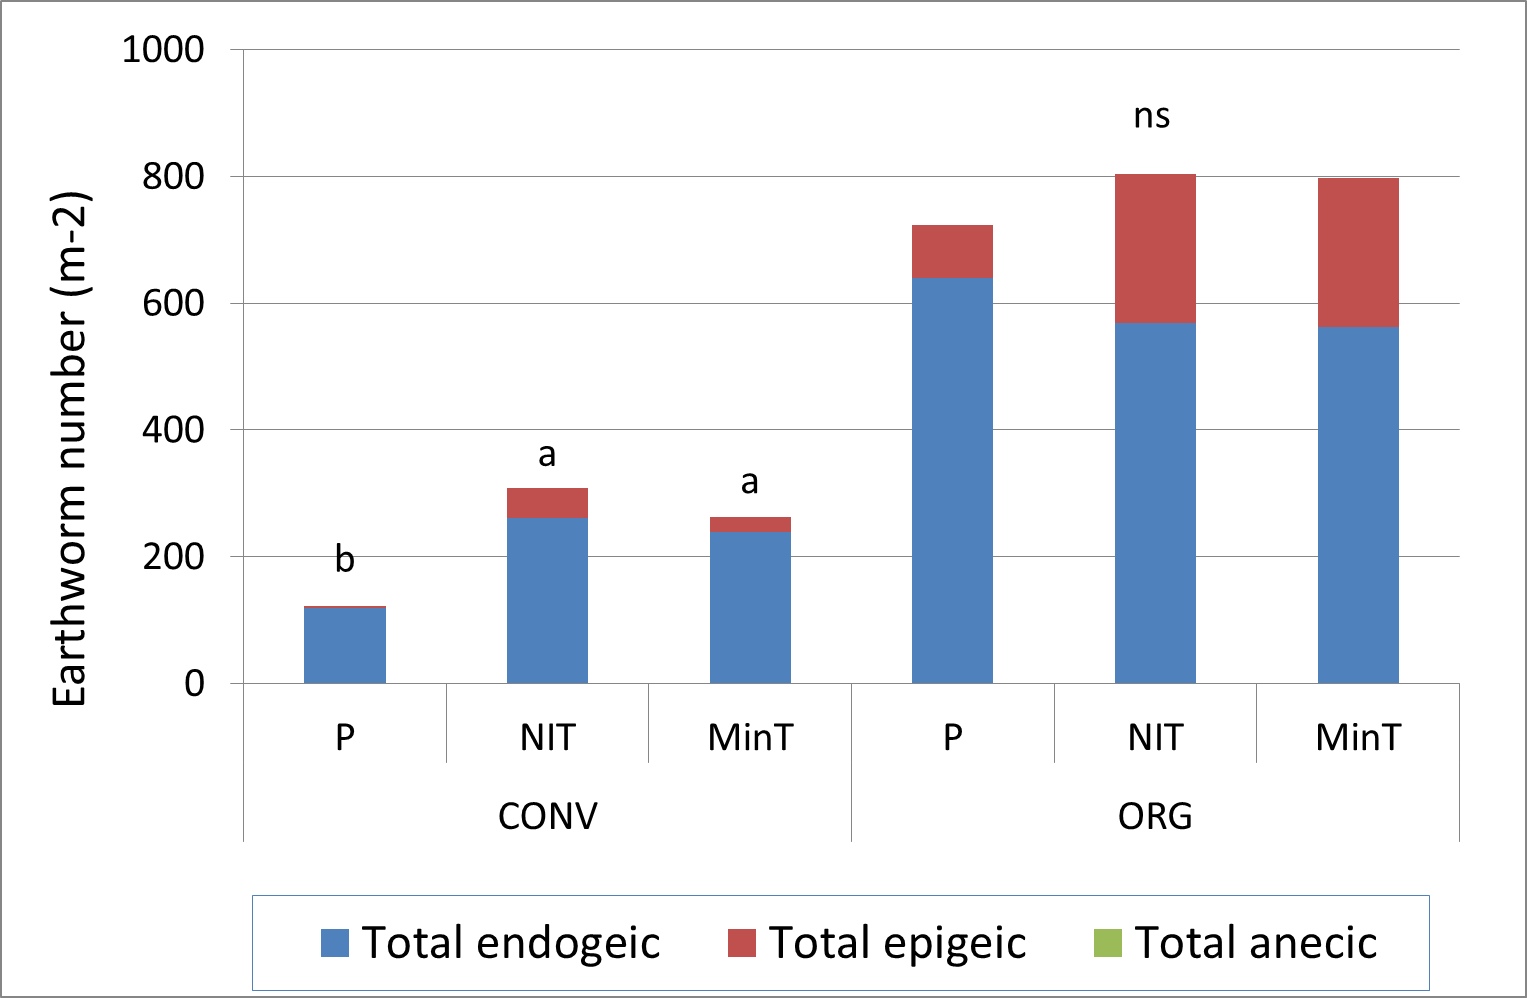 Earthworm number (m-2)
1000
800
600
400
200
0
b
a
a
ns
P NIT MinT P NIT MinT
CONV ORG
Total endogeic Total epigeic Total anecic